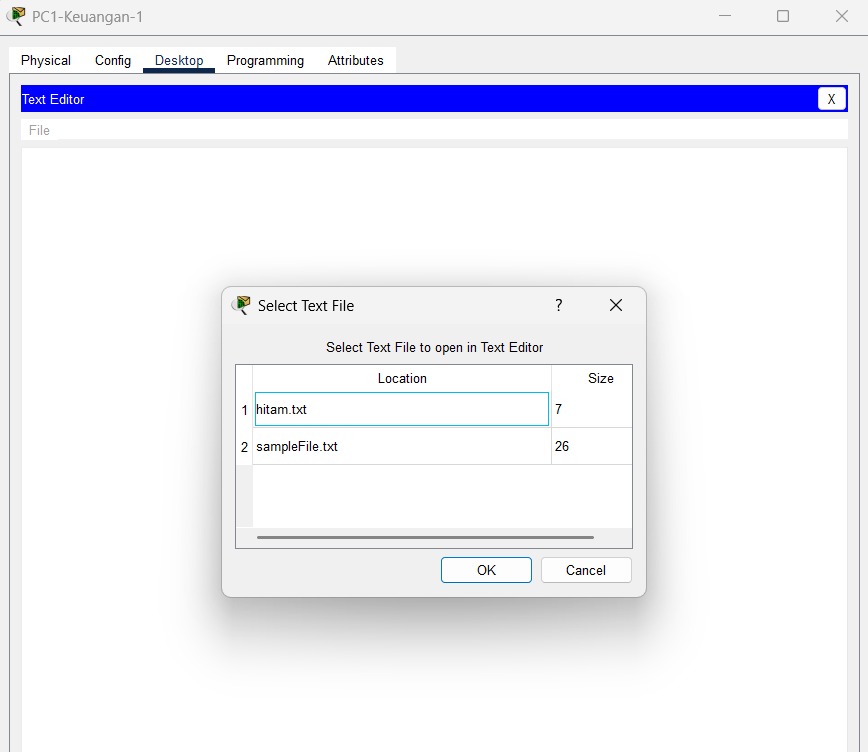 PC1-Keuangan-1
Physical Config Desktop Programming Attributes
Text Editor X
File
Select Text File ?
Select Text File to open in Text Editor
Location Size
1 hitam.txt 7
2 sampleFile.txt 26
OK Cancel